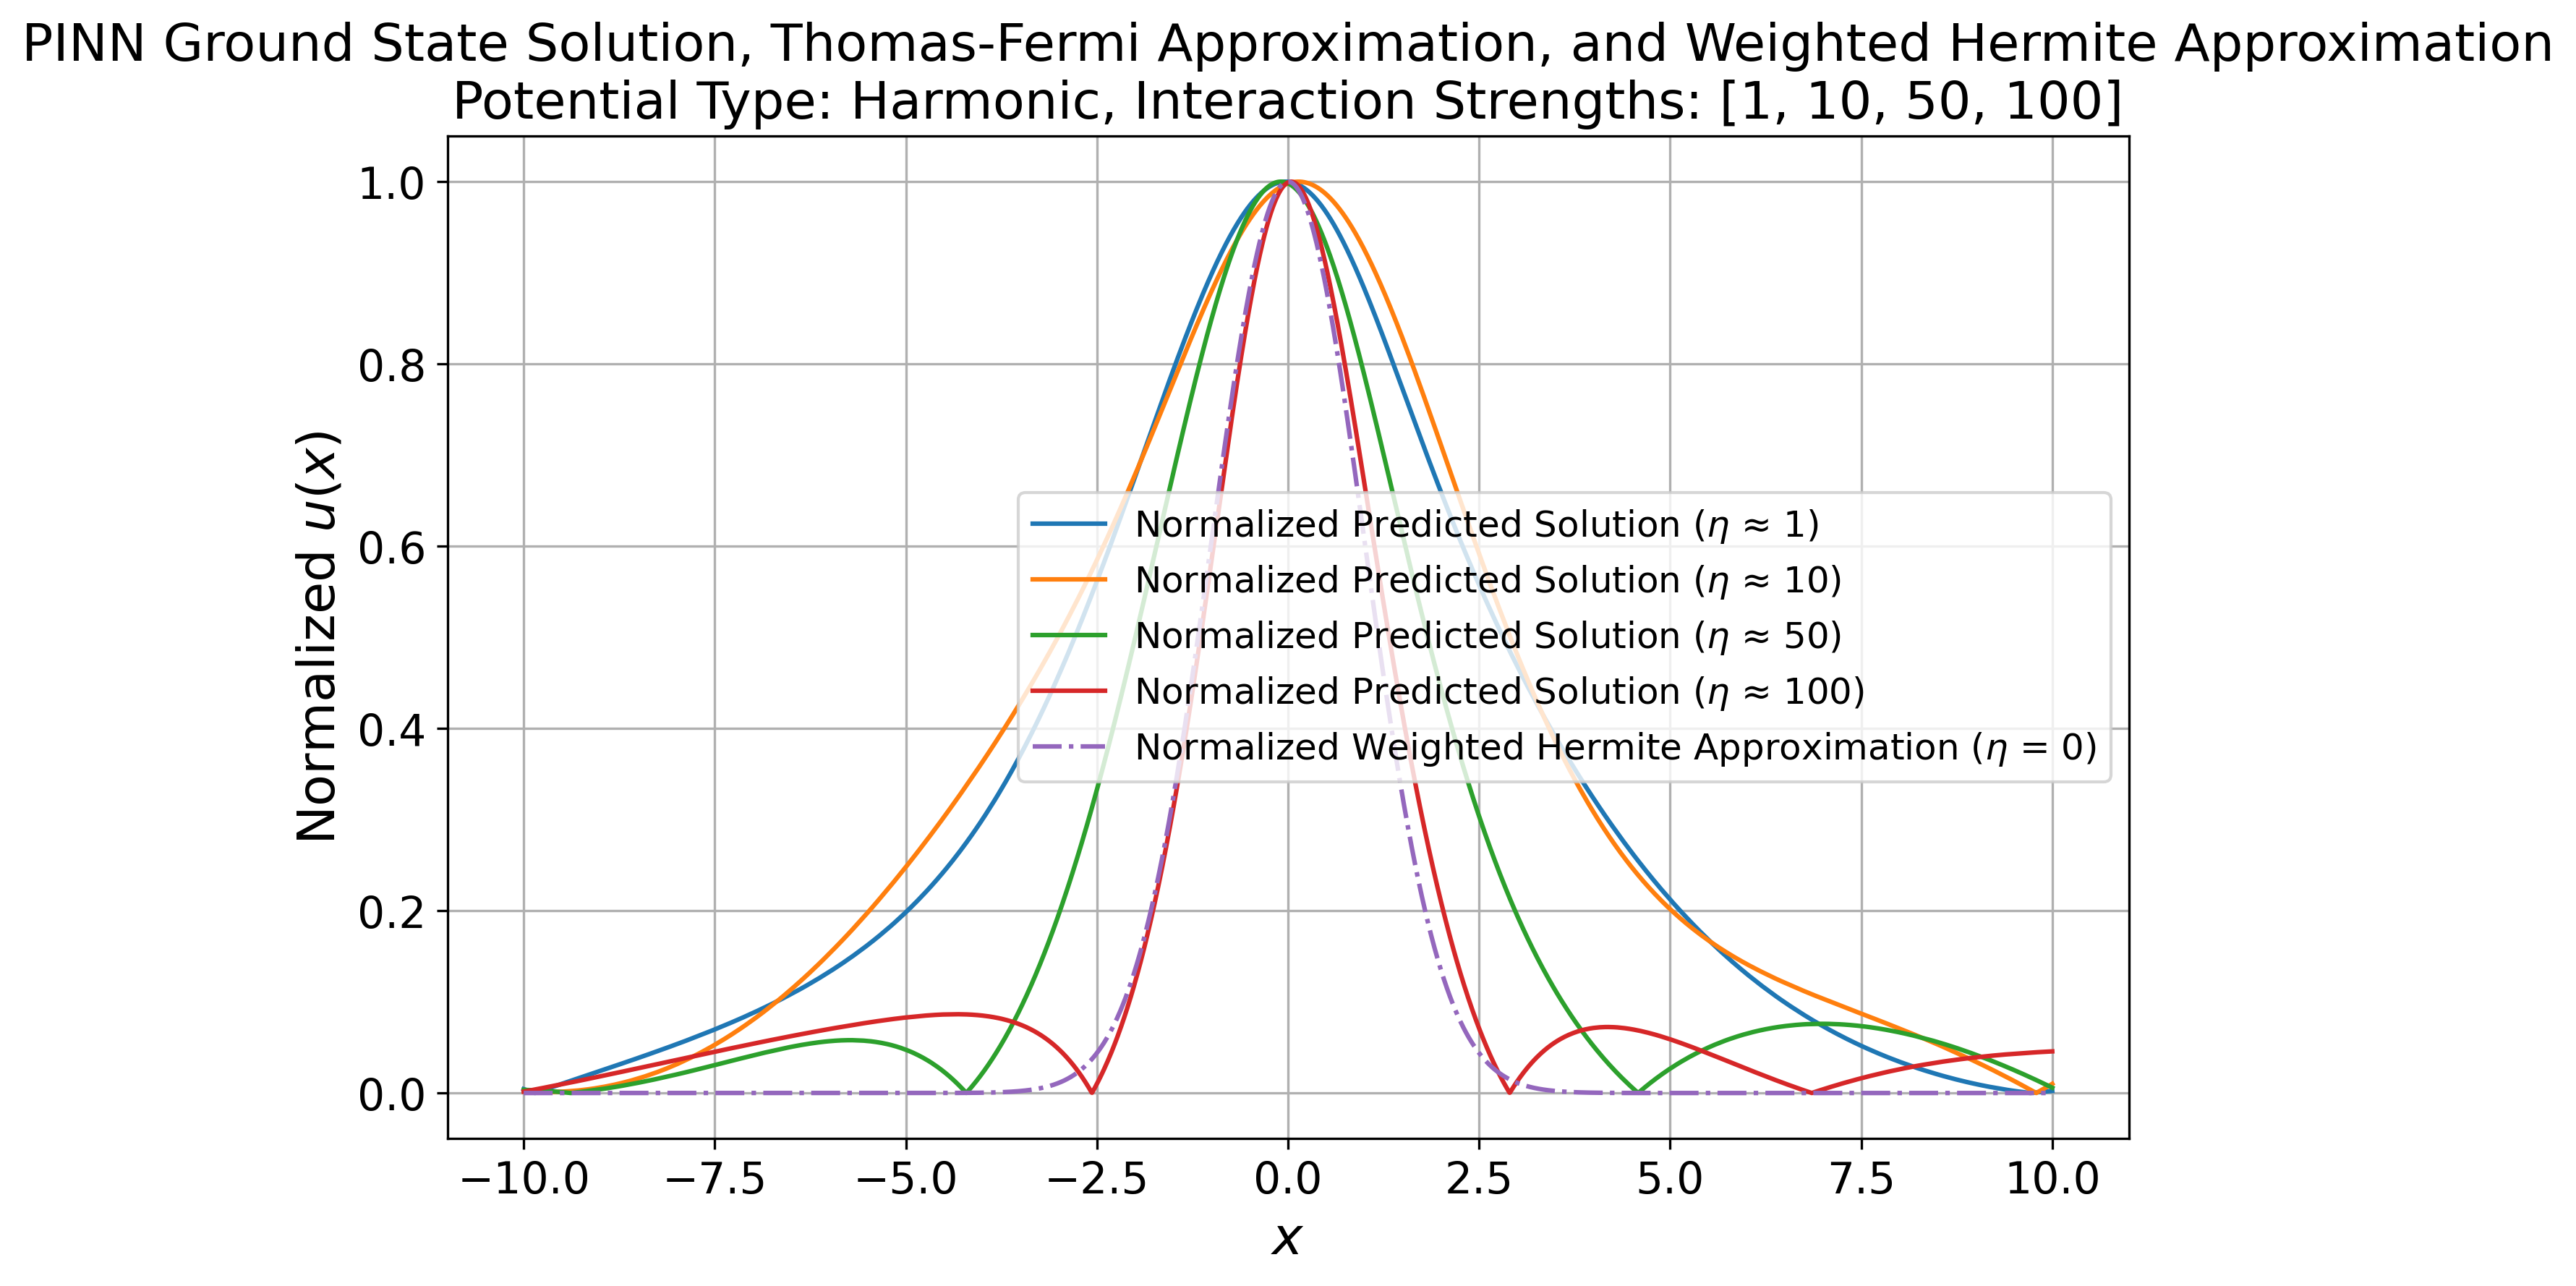 PINN Ground State Solution, Thomas-Fermi Approximation, and Weighted Hermite Approximation
Potential Type: Harmonic, Interaction Strengths: [1, 10, 50, 100]
1.0
0.8
0.6
0.4
0.2
0.0
Normalized u(x)
Normalized Predicted Solution (η ≈ 1)
Normalized Predicted Solution (η ≈ 10)
Normalized Predicted Solution (η ≈ 50)
Normalized Predicted Solution (η ≈ 100)
Normalized Weighted Hermite Approximation (η = 0)
−10.0 −7.5 −5.0 −2.5 0.0 2.5 5.0 7.5 10.0
x